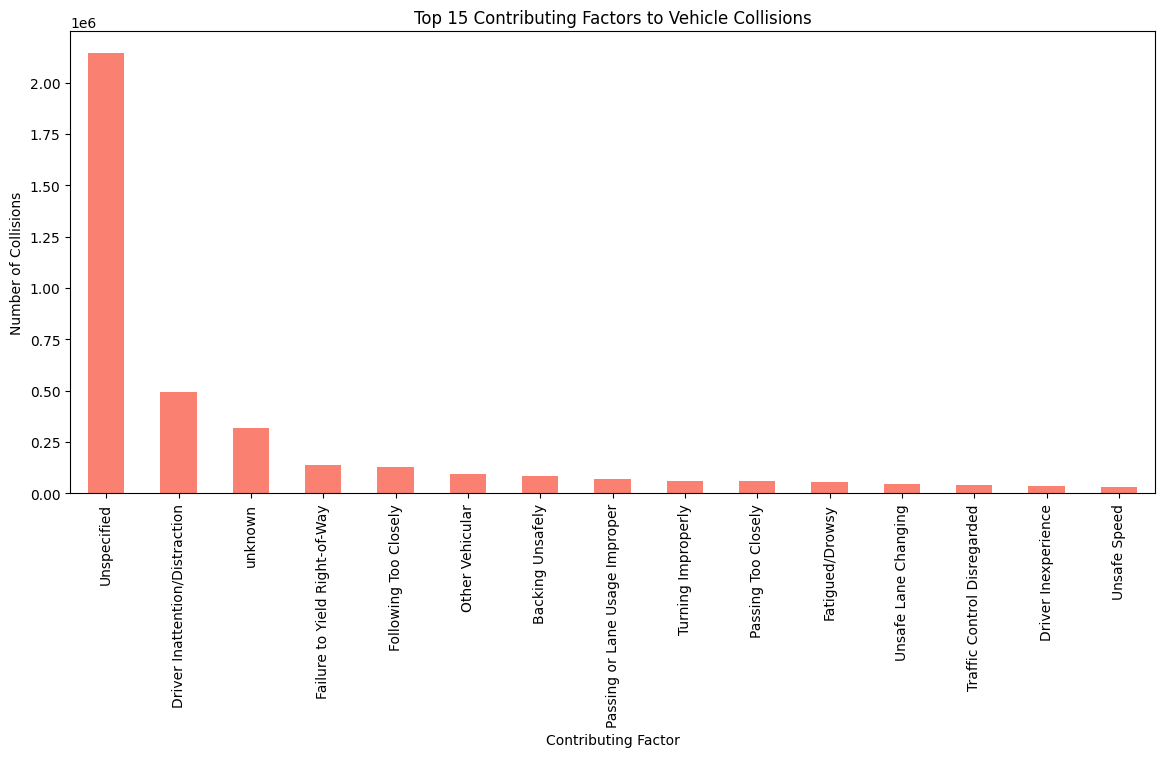 Top 15 Contributing Factors to Vehicle Collisions
1e6
2.00
1.75
1.50
1.25
1.00
0.75
0.50
0.25
0.00
Number of Collisions
Unspecified
Driver Inattention/Distraction
unknown
Failure to Yield Right-of-Way
Following Too Closely
Other Vehicular
Backing Unsafely
Passing or Lane Usage Improper
Turning Improperly
Passing Too Closely
Fatigued/Drowsy
Unsafe Lane Changing
Traffic Control Disregarded
Driver Inexperience
Unsafe Speed
Contributing Factor